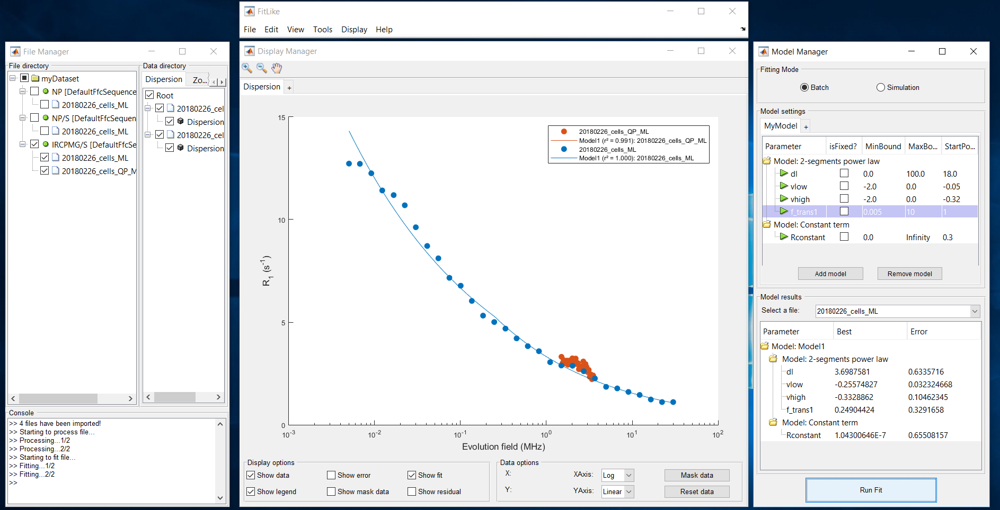 FitLike
File Edit View Tools Display Help
File Manager
File directory
myDataset
NP [DefaultFfcSequence
20180226_cells_ML
NP/S [DefaultFfcSequen
20180226_cells_ML
IRCPMG/S [DefaultFfcSe
20180226_cells_ML
20180226_cells_QP_M
Data directory
Dispersion Zo...
Root
20180226_cel
Dispersion
20180226_cel
Dispersion
Console
>> 4 files have been imported!
>> Starting to process file...
>> Processing...1/2
>> Processing...2/2
>> Starting to fit file...
>> Fitting...1/2
>> Fitting...2/2
>>
Display Manager
Dispersion +
15
10
5
0
R1 (s-1)
20180226_cells_QP_ML
Model1 (r² = 0.991): 20180226_cells_QP_ML
20180226_cells_ML
Model1 (r² = 1.000): 20180226_cells_ML
10-3 10-2 10-1 100 101 102
Evolution field (MHz)
Display options
Show data Show error Show fit
Show legend Show mask data Show residual
Data options
X: XAxis: Log Mask data
Y: YAxis: Linear Reset data
Model Manager
Fitting Mode
Batch Simulation
Model settings
MyModel +
Parameter isFixed? MinBound MaxBo... StartPo...
Model: 2-segments power law
dl 0.0 100.0 18.0
vlow -2.0 0.0 -0.05
vhigh -2.0 0.0 -0.32
f_trans1 0.005 10 1
Model: Constant term
Rconstant 0.0 Infinity 0.3
Add model Remove model
Model results
Select a file: 20180226_cells_ML
Parameter Best Error
Model: Model1
Model: 2-segments power law
dl 3.6987581 0.6335716
vlow -0.25574827 0.032324668
vhigh -0.3328862 0.10462345
f_trans1 0.24904424 0.3291658
Model: Constant term
Rconstant 1.04300646E-7 0.65508157
Run Fit